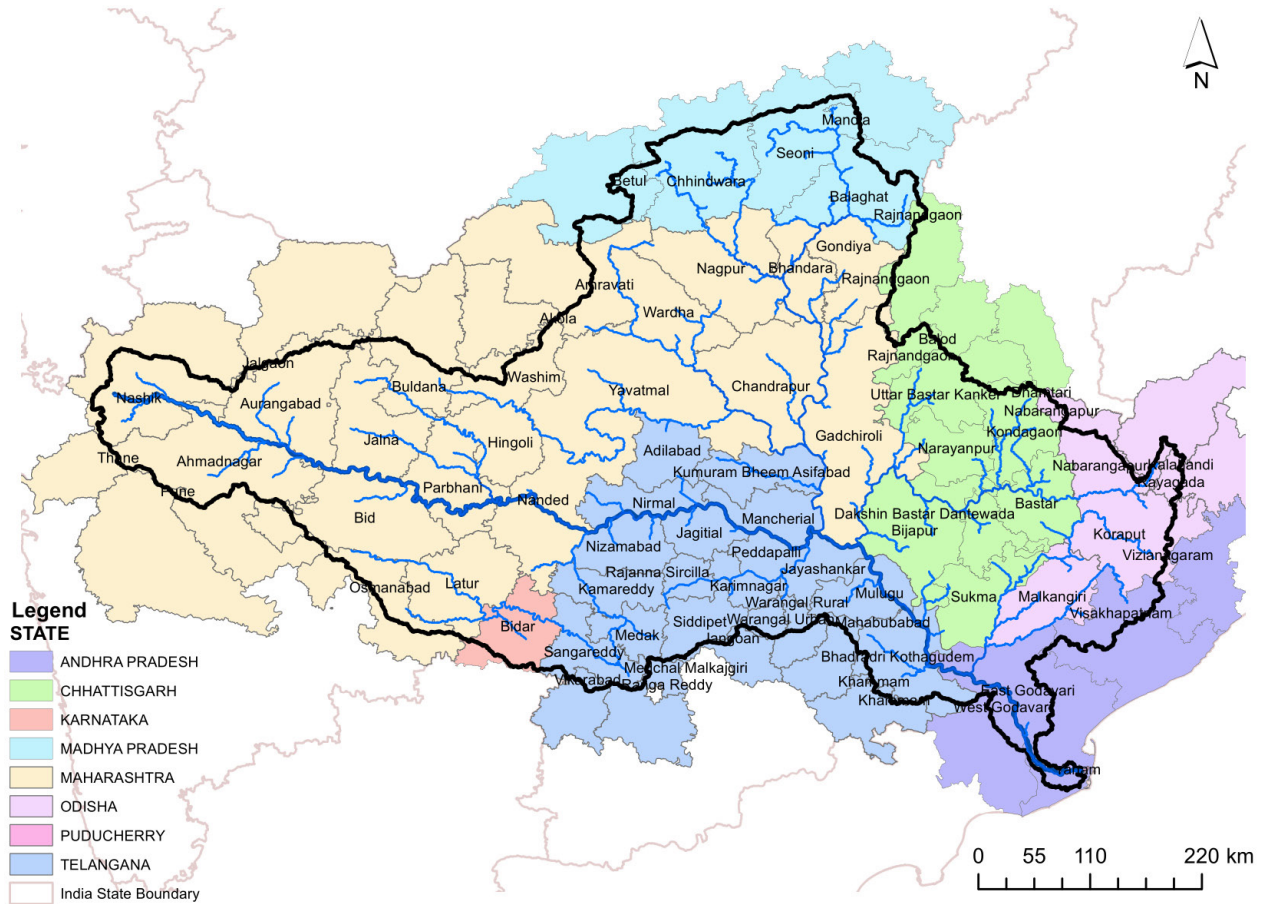 N
Mandla
Seoni
Betul
Chhindwara
Balaghat
Rajnandgaon
Gondiya
Nagpur
Bhandara
Rajnandgaon
Amravati
Wardha
Akola
Balod
Rajnandgaon
Jalgaon
Washim
Buldana
Yavatmal
Chandrapur
Uttar Bastar Kanker
Dhamtari
Nashik
Aurangabad
Nabarangapur
Kondagaon
Jalna
Hingoli
Gadchiroli
Narayanpur
Adilabad
Thane
Ahmadnagar
Kumuram Bheem Asifabad
Nabarangapur
Kalahandi
Rayagada
Pune
Parbhani
Nanded
Nirmal
Bastar
Bid
Mancherial
Dakshin Bastar Dantewada
Bijapur
Jagitial
Koraput
Nizamabad
Peddapalli
Vizianagaram
Rajanna Sircilla
Jayashankar
Latur
Osmanabad
Kamareddy
Karimnagar
Mulugu
Sukma
Malkangiri
Warangal Rural
Visakhapatnam
Bidar
Siddipet
Warangal Urban
Mahabubabad
Medak
Jangoan
Sangareddy
Bhadradri Kothagudem
Medchal Malkajgiri
Vikarabad
Ranga Reddy
Khammam
Khammam
East Godavari
West Godavari
Yanam
Legend
STATE
ANDHRA PRADESH
CHHATTISGARH
KARNATAKA
MADHYA PRADESH
MAHARASHTRA
ODISHA
PUDUCHERRY
TELANGANA
India State Boundary
0 55 110 220 km